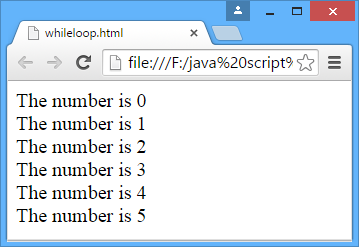 whileloop.html
file:///F:/java%20script%
The number is 0
The number is 1
The number is 2
The number is 3
The number is 4
The number is 5